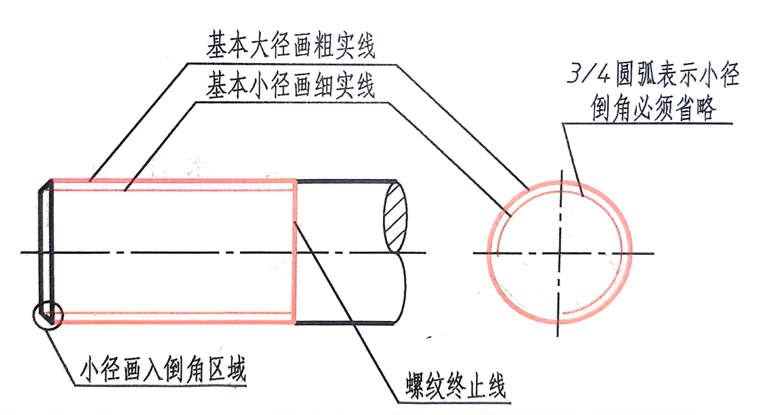 基本大径画粗实线
基本小径画细实线
3/4圆弧表示小径
倒角必须省略
小径画入倒角区域
螺纹终止线